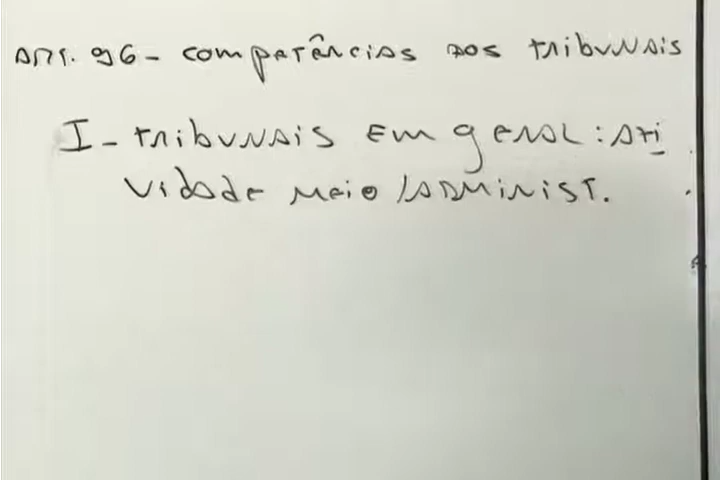 Art. 96 - competências dos tribunais
I - tribunais em geral: ati
vidade meio/administ.